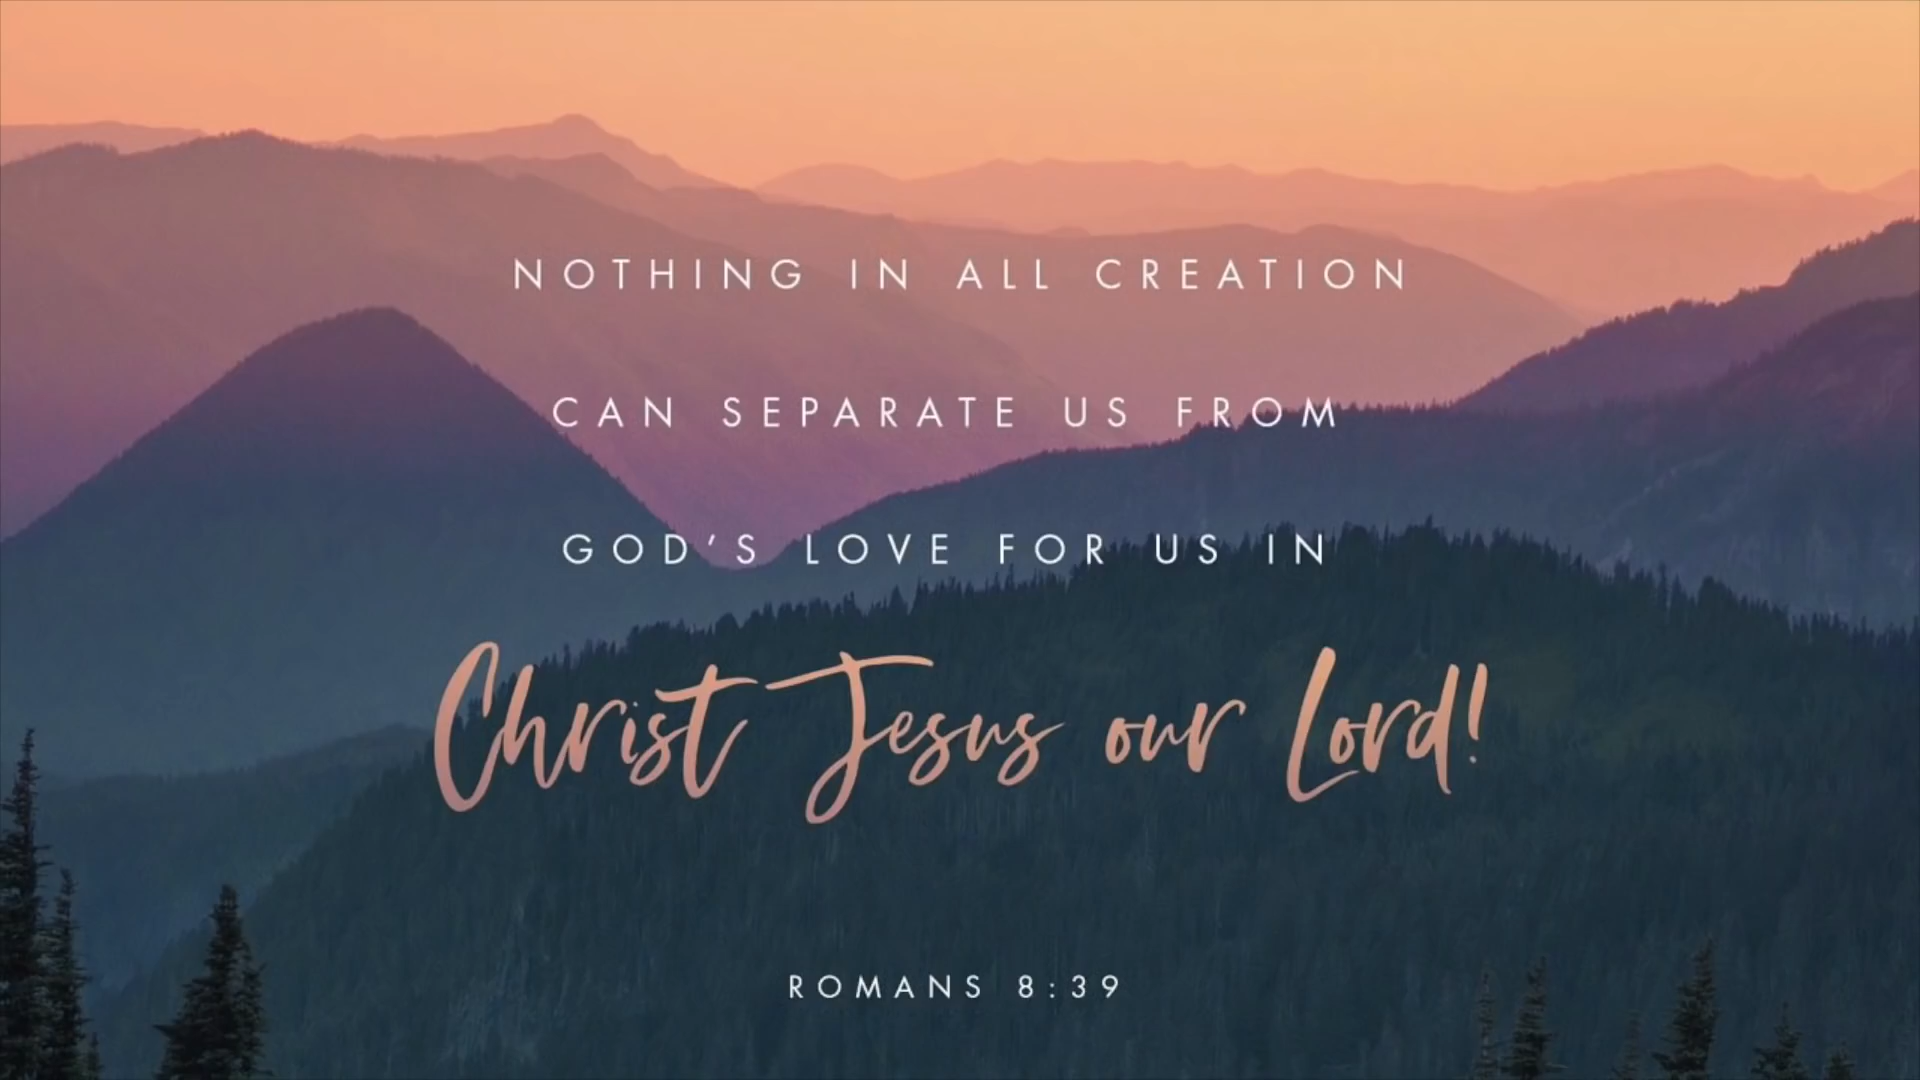 NOTHING IN ALL CREATION
CAN SEPARATE US FROM
GOD'S LOVE FOR US IN
Christ Jesus our Lord!
ROMANS 8:39